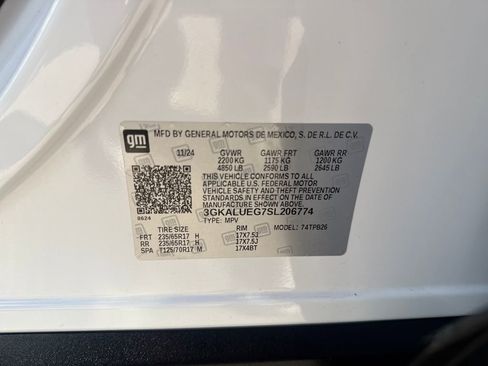 gm
MFD BY GENERAL MOTORS DE MEXICO, S. DE R.L. DE C.V.
11/24 GVWR GAWR FRT GAWR RR
2200 KG 1175 KG 1200 KG
4850 LB 2590 LB 2645 LB
THIS VEHICLE CONFORMS TO ALL
APPLICABLE U.S. FEDERAL MOTOR
VEHICLE SAFETY AND THEFT
PREVENTION STANDARDS IN EFFECT ON
THE DATE OF MANUFACTURE SHOWN ABOVE.
3GKALUEG7SL206774
TYPE: MPV MODEL: 74TPB26
0624
TIRE SIZE RIM
FRT 235/65R17 H 17X7.5J
RR 235/65R17 H 17X7.5J
SPA T125/70R17 M 17X4BT